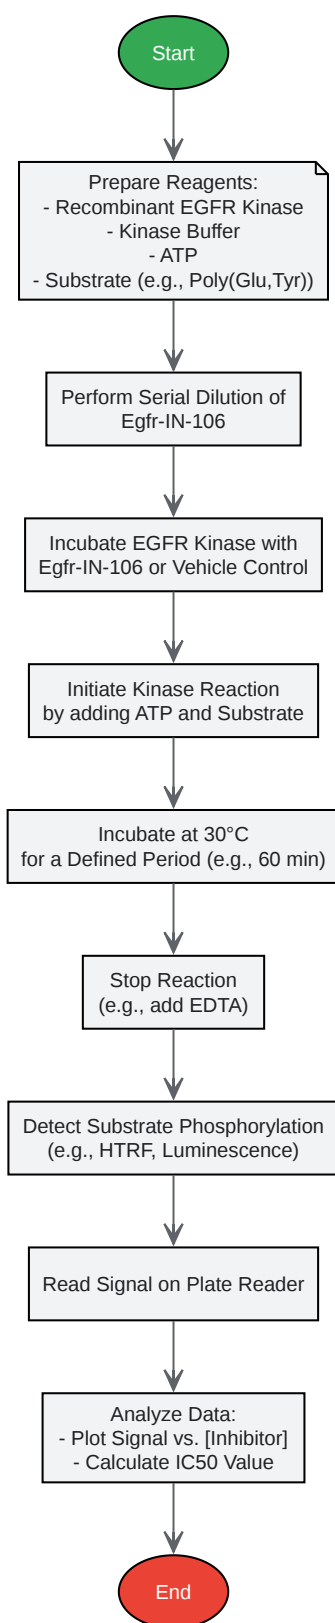 Start
Prepare Reagents:
- Recombinant EGFR Kinase
- Kinase Buffer
- ATP
- Substrate (e.g., Poly(Glu,Tyr))
Perform Serial Dilution of
Egfr-IN-106
Incubate EGFR Kinase with
Egfr-IN-106 or Vehicle Control
Initiate Kinase Reaction
by adding ATP and Substrate
Incubate at 30°C
for a Defined Period (e.g., 60 min)
Stop Reaction
(e.g., add EDTA)
Detect Substrate Phosphorylation
(e.g., HTRF, Luminescence)
Read Signal on Plate Reader
Analyze Data:
- Plot Signal vs. [Inhibitor]
- Calculate IC50 Value
End